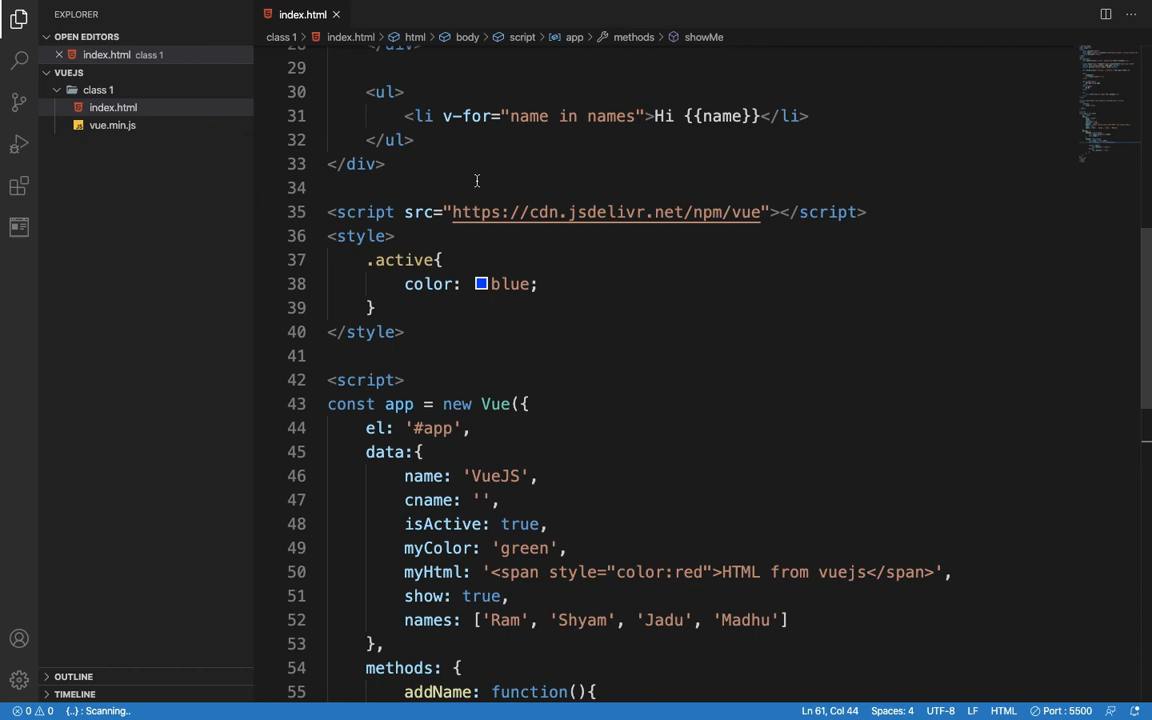 EXPLORER
index.html
OPEN EDITORS
index.html class 1
VUEJS
class 1
index.html
vue.min.js
OUTLINE
TIMELINE
class 1 > index.html > html > body > script > app > methods > showMe
28 </div>
29
30 <ul>
31 <li v-for="name in names">Hi {{name}}</li>
32 </ul>
33 </div>
34
35 <script src="https://cdn.jsdelivr.net/npm/vue"></script>
36 <style>
37 .active{
38 color: blue;
39 }
40 </style>
41
42 <script>
43 const app = new Vue({
44 el: '#app',
45 data:{
46 name: 'VueJS',
47 cname: '',
48 isActive: true,
49 myColor: 'green',
50 myHtml: '<span style="color:red">HTML from vuejs</span>',
51 show: true,
52 names: ['Ram', 'Shyam', 'Jadu', 'Madhu']
53 },
54 methods: {
55 addName: function(){
0 0 {..} : Scanning.. Ln 61, Col 44 Spaces: 4 UTF-8 LF HTML Port : 5500